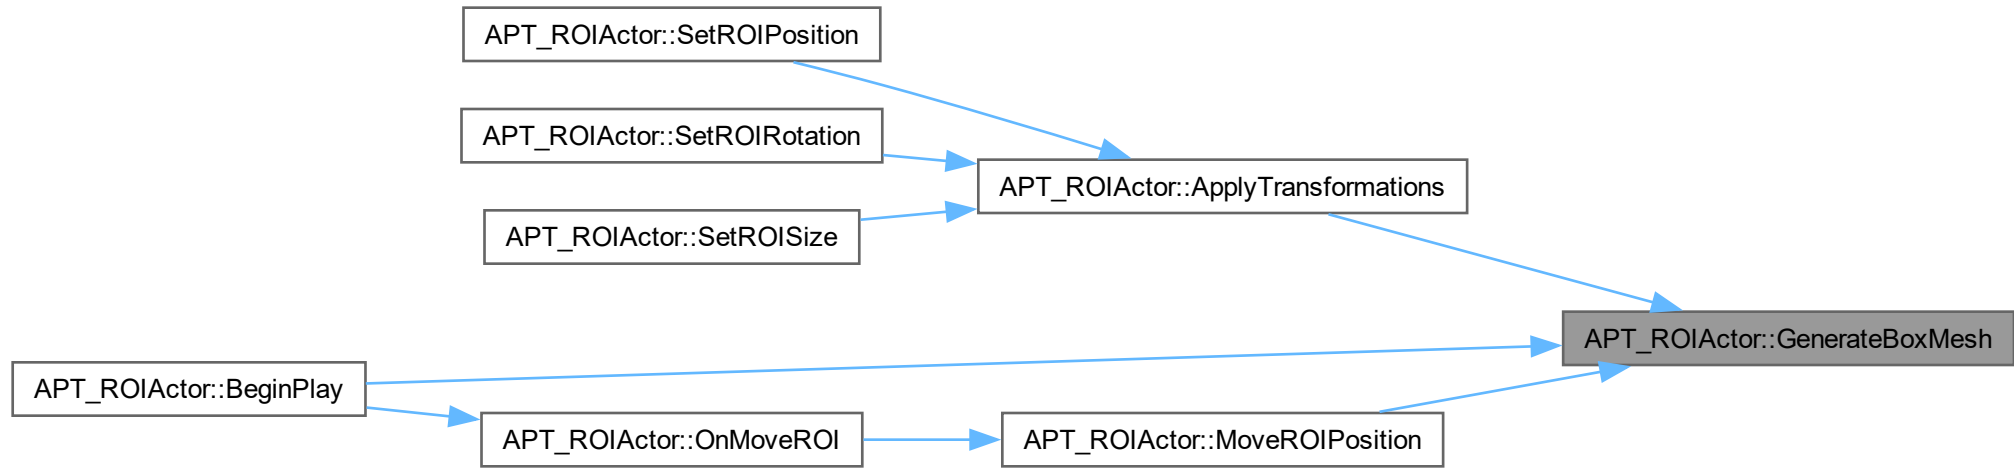 APT_ROIActor::SetROIPosition
APT_ROIActor::SetROIRotation
APT_ROIActor::ApplyTransformations
APT_ROIActor::SetROISize
APT_ROIActor::GenerateBoxMesh
APT_ROIActor::BeginPlay
APT_ROIActor::OnMoveROI
APT_ROIActor::MoveROIPosition